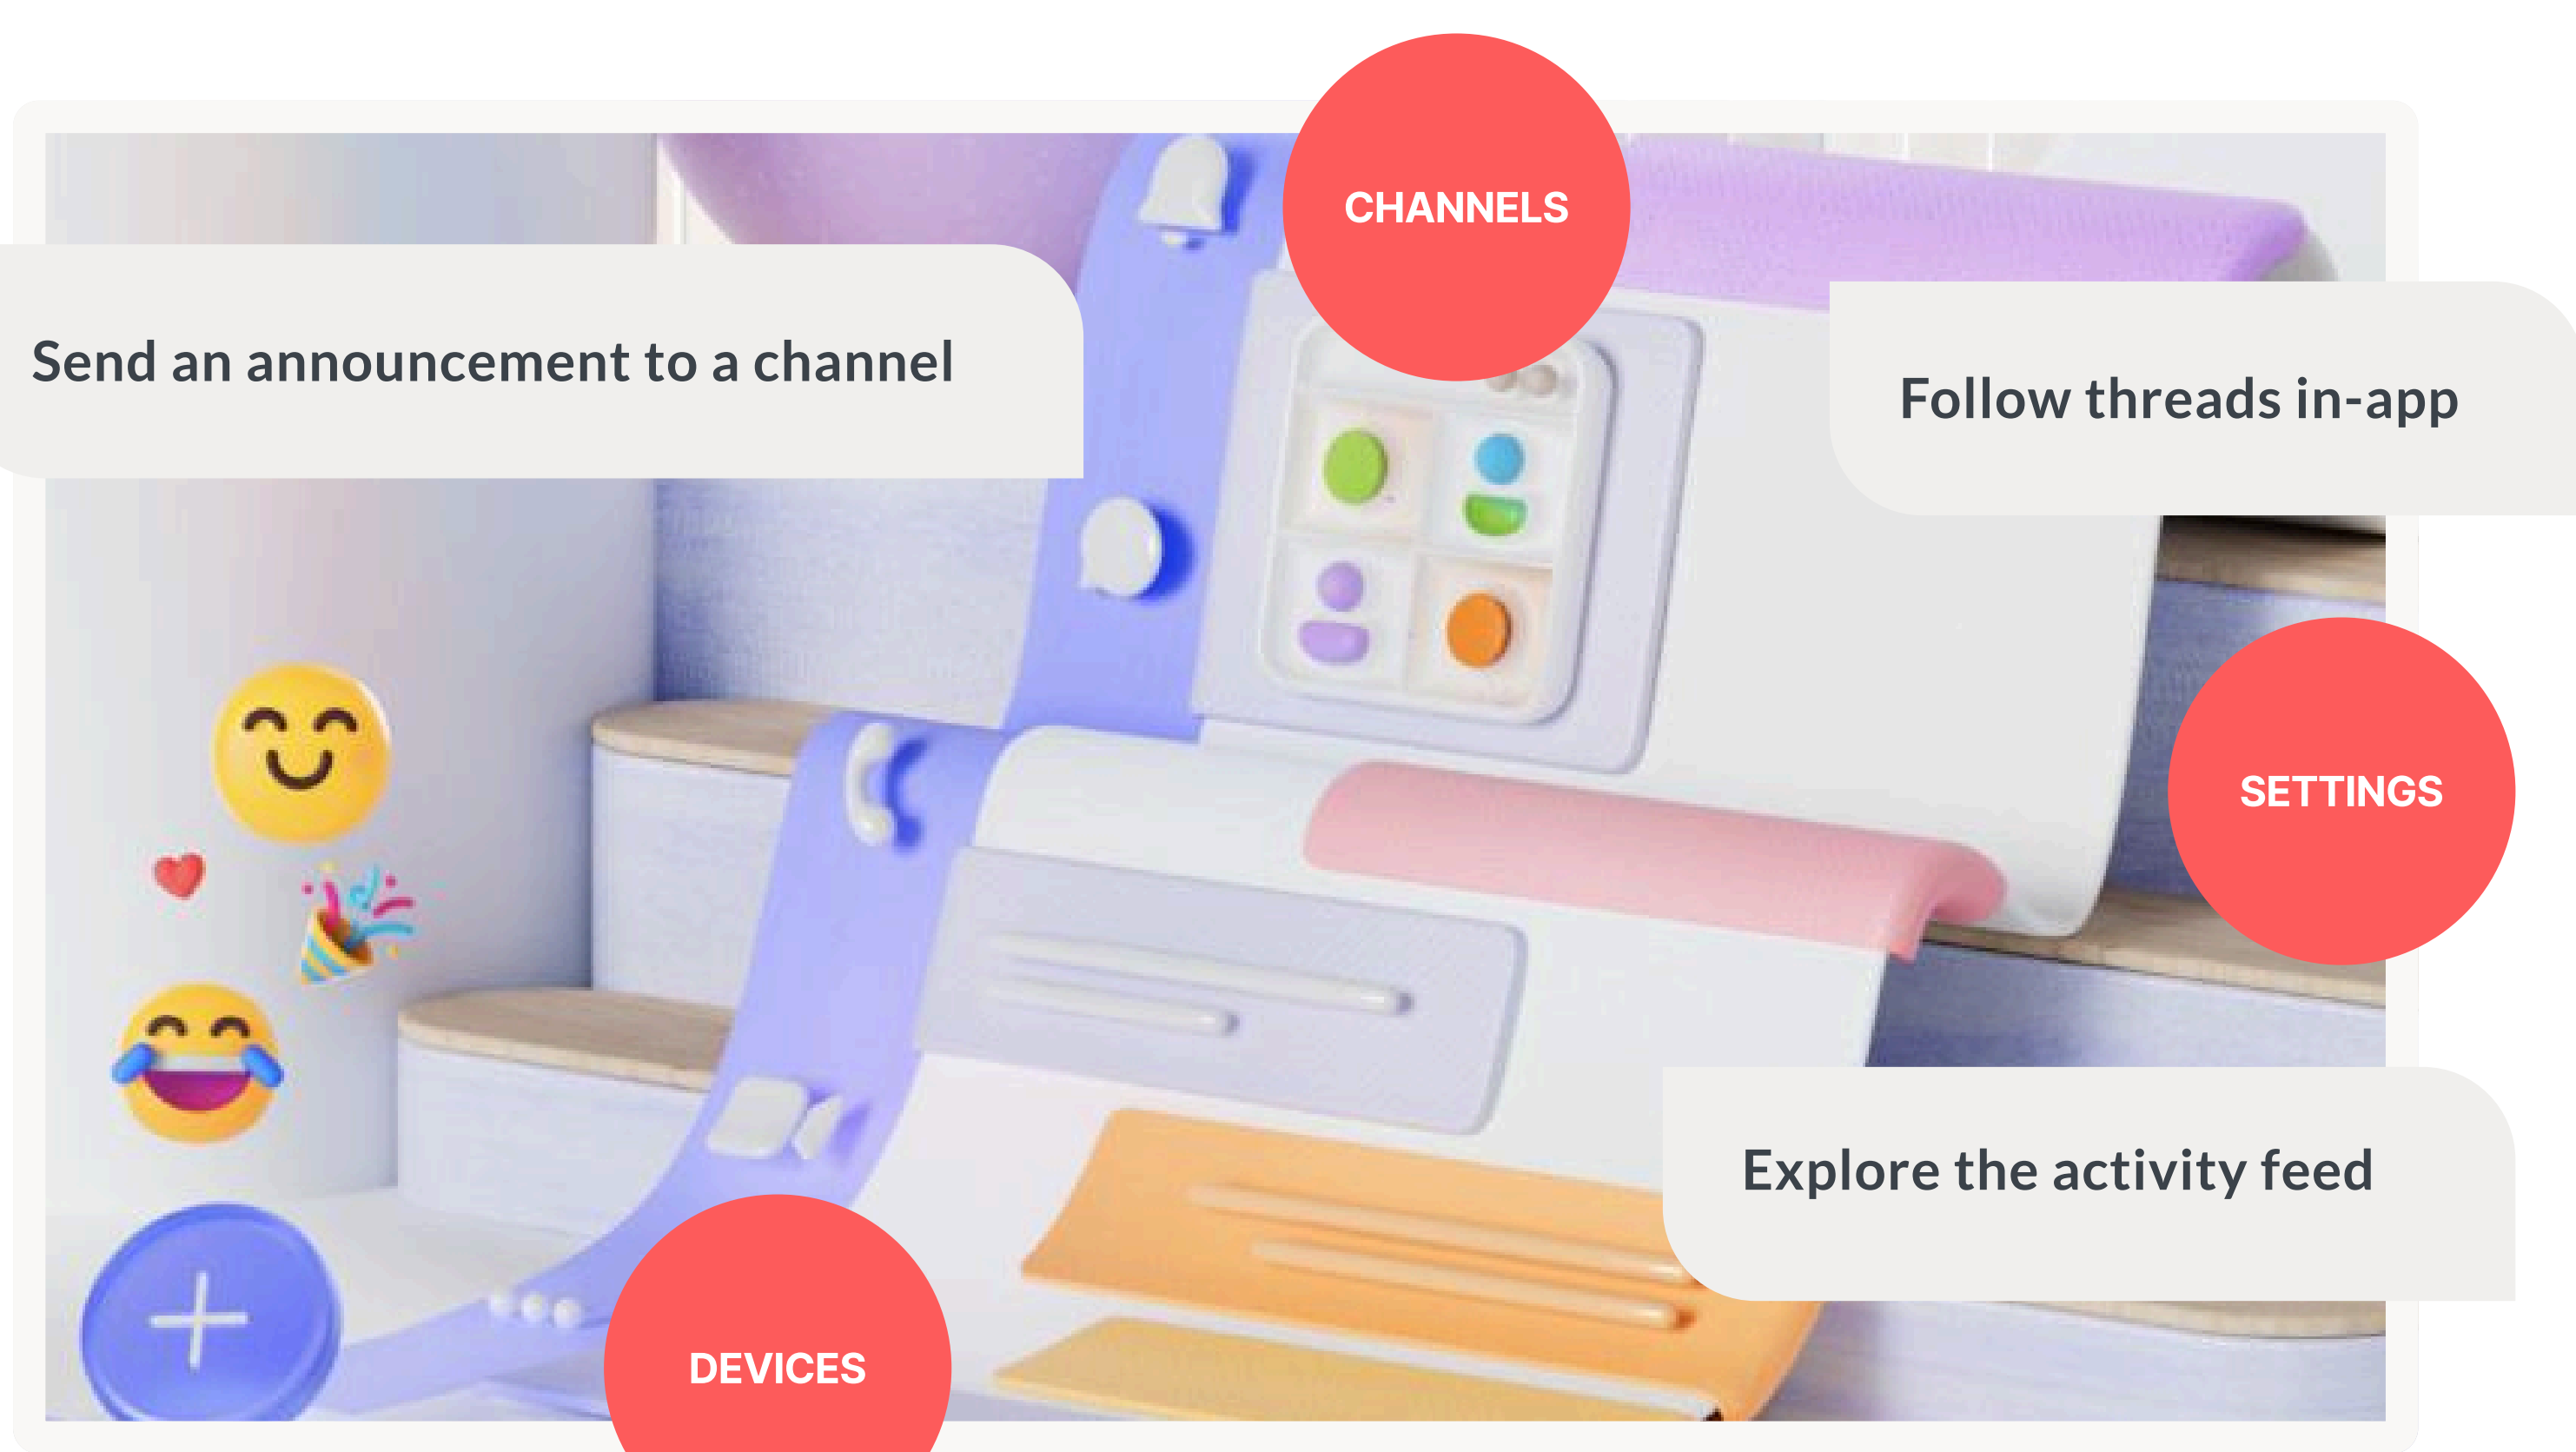 CHANNELS
Send an announcement to a channel
Follow threads in-app
SETTINGS
Explore the activity feed
DEVICES